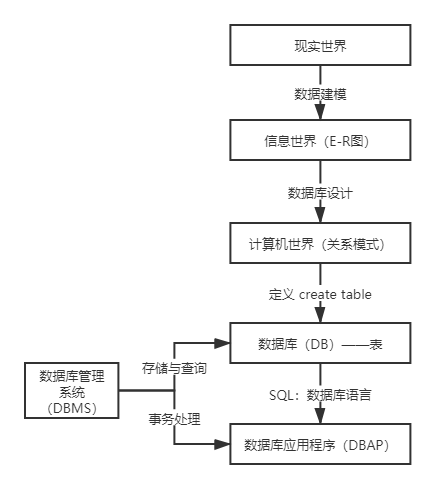 现实世界
数据建模
信息世界（E-R图）
数据库设计
计算机世界（关系模式）
定义 create table
数据库（DB）——表
存储与查询
数据库管理
系统
（DBMS）
SQL：数据库语言
事务处理
数据库应用程序（DBAP）